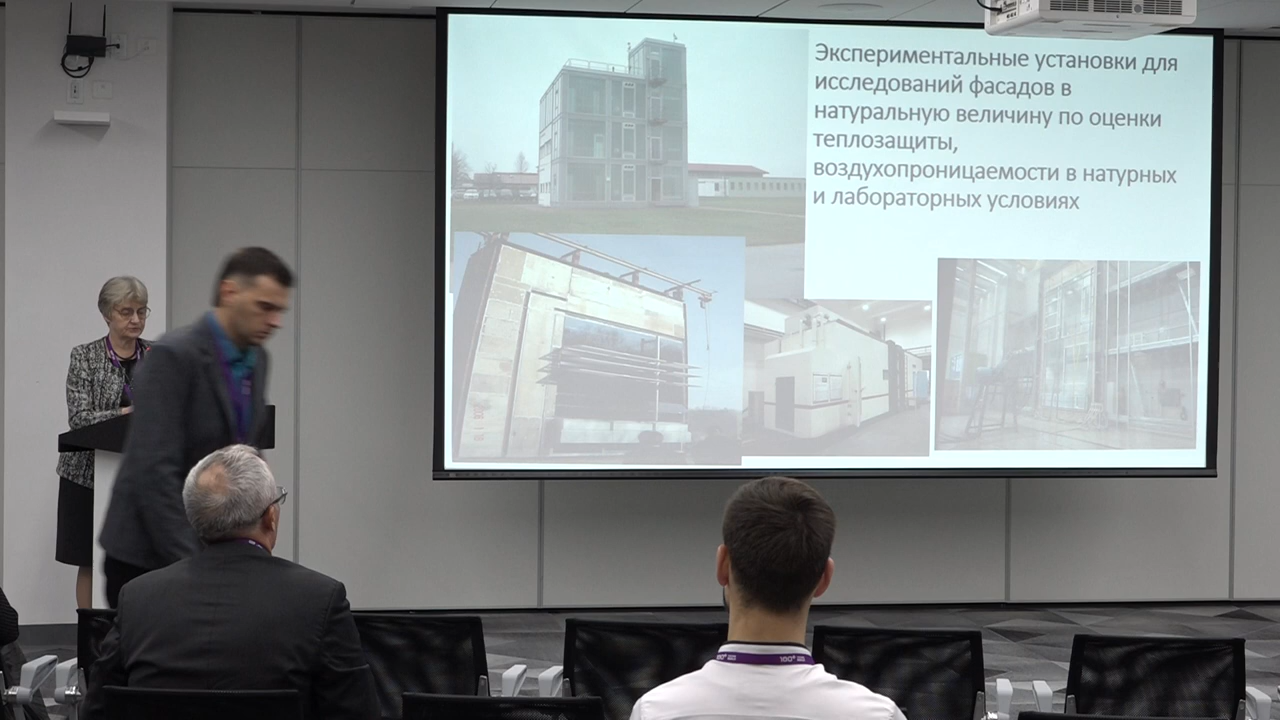 Экспериментальные установки для
исследований фасадов в
натуральную величину по оценки
теплозащиты,
воздухопроницаемости в натурных
и лабораторных условиях